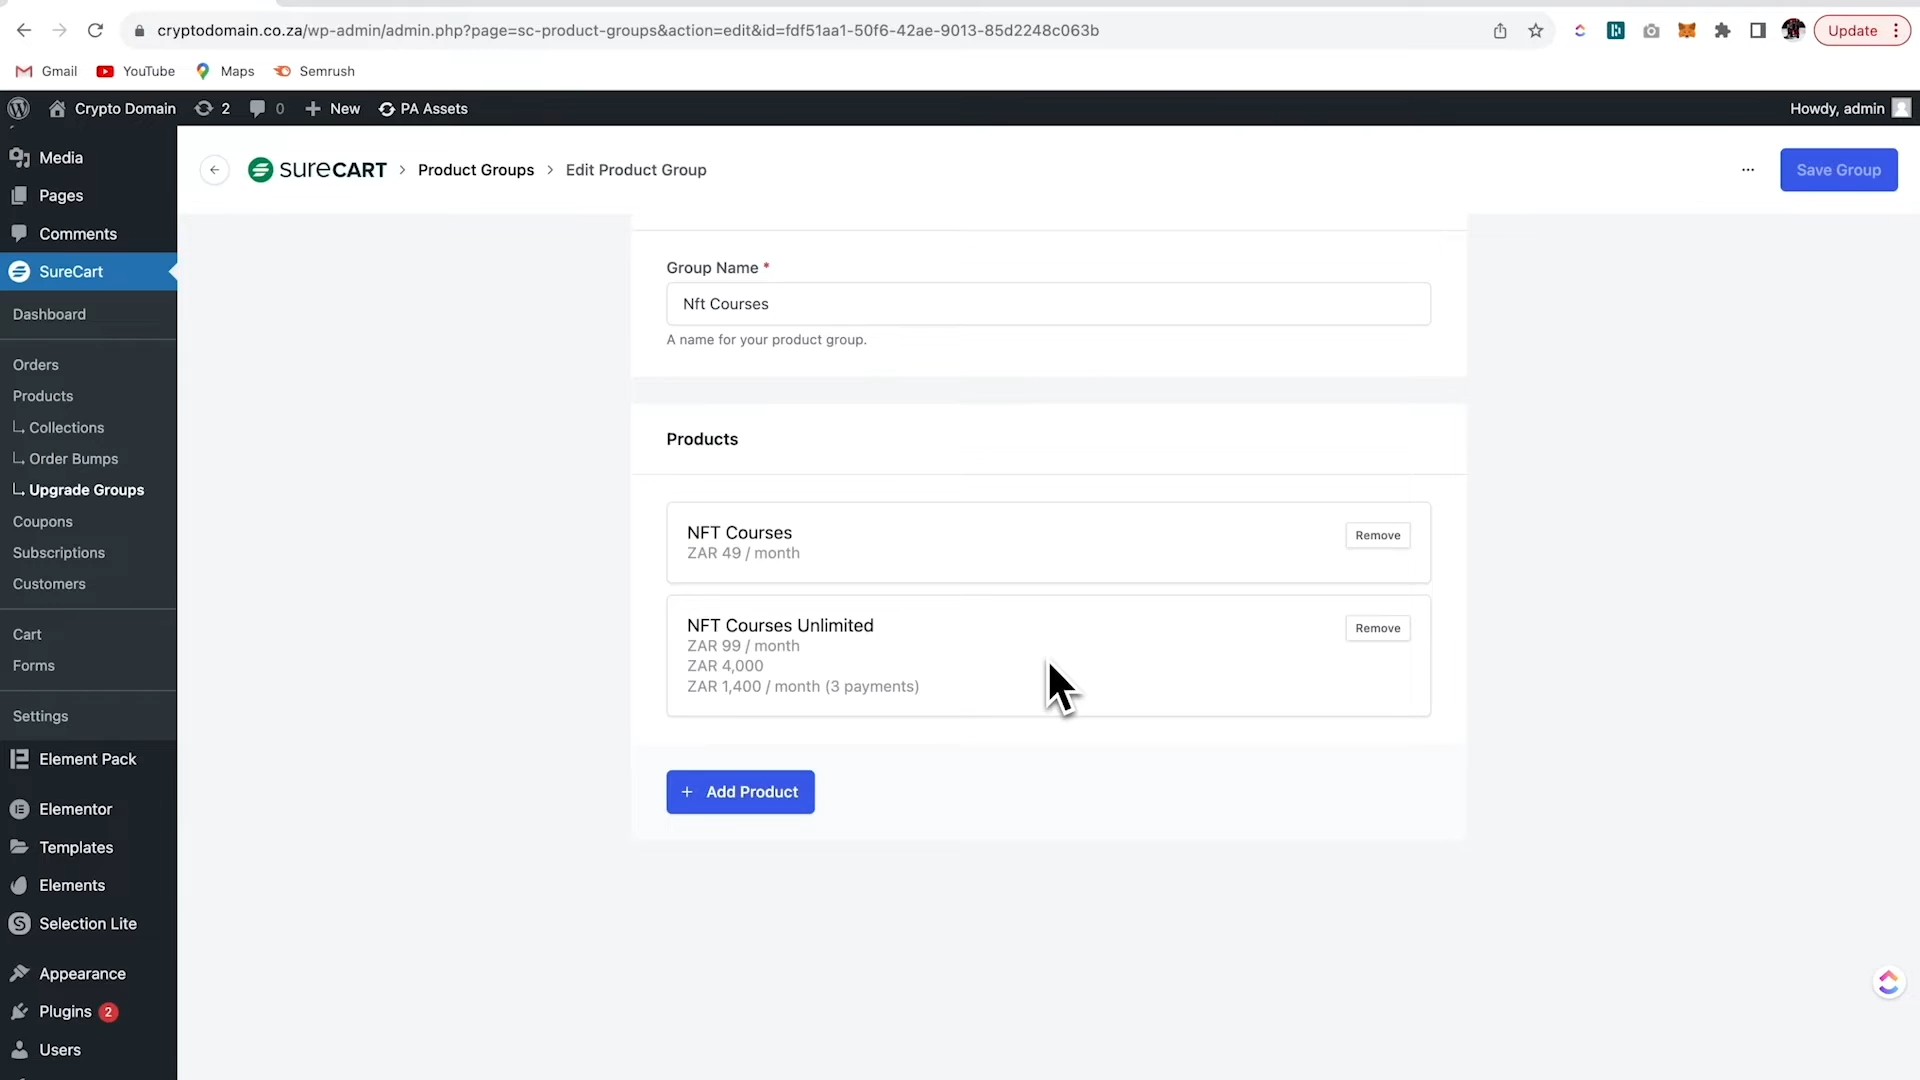 cryptodomain.co.za/wp-admin/admin.php?page=sc-product-groups&action=edit&id=fdf51aa1-50f6-42ae-9013-85d2248c063b
Update
Gmail
YouTube
Maps
Semrush
Crypto Domain
2
0
New
PA Assets
Howdy, admin
Media
Pages
Comments
SureCart
Dashboard
Orders
Products
Collections
Order Bumps
Upgrade Groups
Coupons
Subscriptions
Customers
Cart
Forms
Settings
Element Pack
Elementor
Templates
Elements
Selection Lite
Appearance
Plugins 2
Users
sureCART > Product Groups > Edit Product Group
Save Group
Group Name *
Nft Courses
A name for your product group.
Products
NFT Courses
ZAR 49 / month
Remove
NFT Courses Unlimited
ZAR 99 / month
ZAR 4,000
ZAR 1,400 / month (3 payments)
Remove
+ Add Product